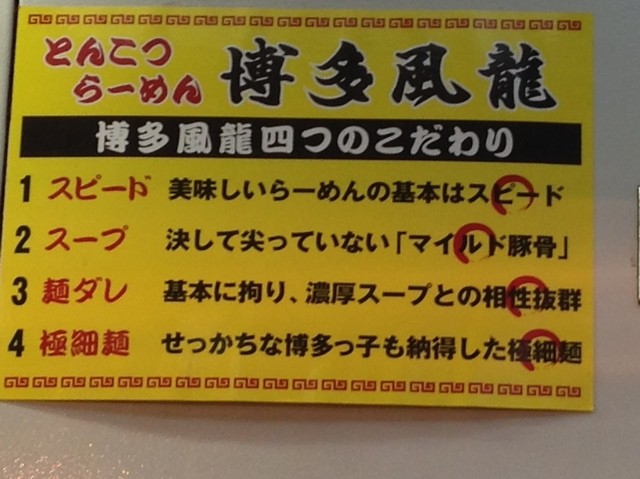 とんこつ
らーめん 博多風龍
博多風龍四つのこだわり
1 スピード 美味しいらーめんの基本はスピード
2 スープ 決して尖っていない「マイルド豚骨」
3 麺ダレ 基本に拘り、濃厚スープとの相性抜群
4 極細麺 せっかちな博多っ子も納得した極細麺